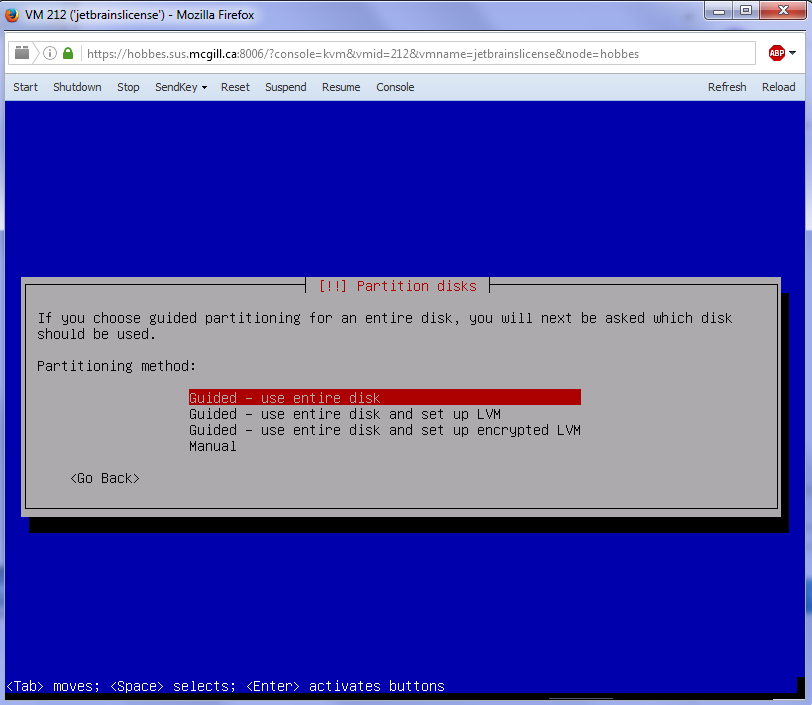 VM 212 ('jetbrainslicense') - Mozilla Firefox
https://hobbes.sus.mcgill.ca:8006/?console=kvm&vmid=212&vmname=jetbrainslicense&node=hobbes ABP
Start Shutdown Stop SendKey Reset Suspend Resume Console Refresh Reload
[!!] Partition disks
If you choose guided partitioning for an entire disk, you will next be asked which disk
should be used.
Partitioning method:
Guided - use entire disk
Guided - use entire disk and set up LVM
Guided - use entire disk and set up encrypted LVM
Manual
<Go Back>
<Tab> moves; <Space> selects; <Enter> activates buttons